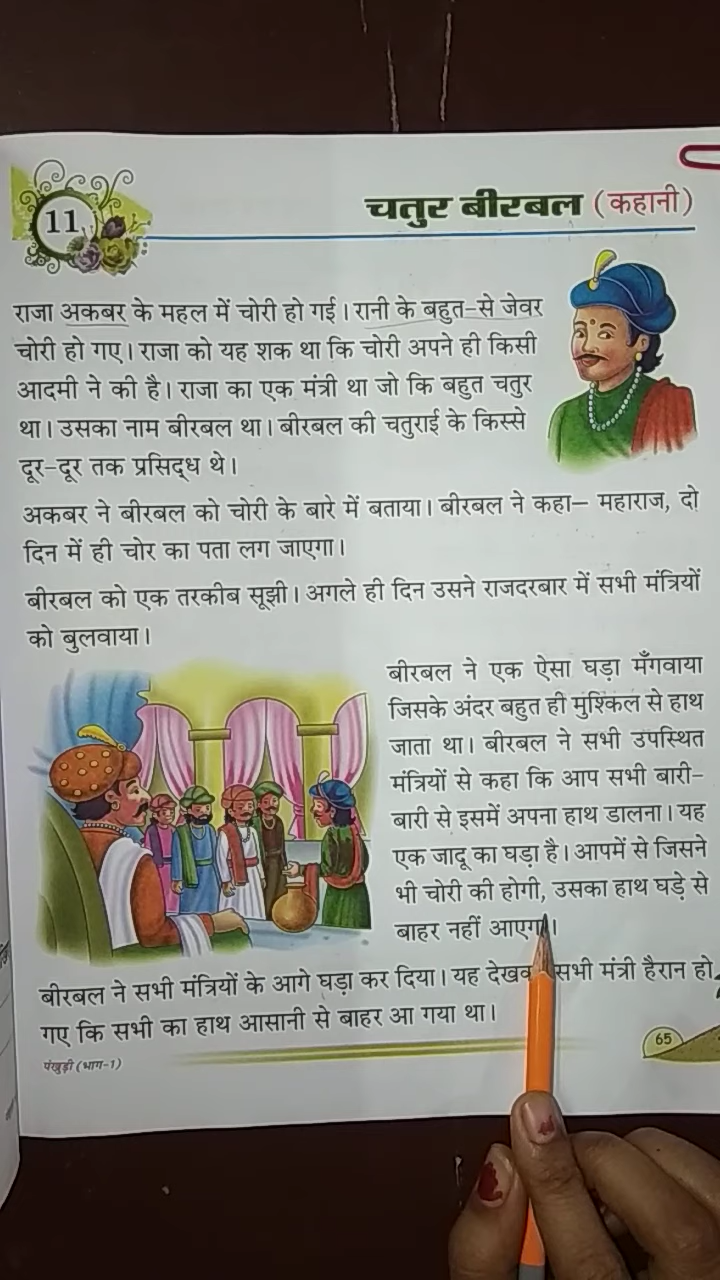 11
चतुर बीरबल (कहानी)
राजा अकबर के महल में चोरी हो गई। रानी के बहुत-से जेवर
चोरी हो गए। राजा को यह शक था कि चोरी अपने ही किसी
आदमी ने की है। राजा का एक मंत्री था जो कि बहुत चतुर
था। उसका नाम बीरबल था। बीरबल की चतुराई के किस्से
दूर-दूर तक प्रसिद्ध थे।
अकबर ने बीरबल को चोरी के बारे में बताया। बीरबल ने कहा– महाराज, दो
दिन में ही चोर का पता लग जाएगा।
बीरबल को एक तरकीब सूझी। अगले ही दिन उसने राजदरबार में सभी मंत्रियों
को बुलवाया।
बीरबल ने एक ऐसा घड़ा मँगवाया
जिसके अंदर बहुत ही मुश्किल से हाथ
जाता था। बीरबल ने सभी उपस्थित
मंत्रियों से कहा कि आप सभी बारी-
बारी से इसमें अपना हाथ डालना। यह
एक जादू का घड़ा है। आपमें से जिसने
भी चोरी की होगी, उसका हाथ घड़े से
बाहर नहीं आएगा।
बीरबल ने सभी मंत्रियों के आगे घड़ा कर दिया। यह सभी मंत्री हैरान हो
गए कि सभी का हाथ आसानी से बाहर आ गया था।
पंखुड़ी (भाग-1)
65